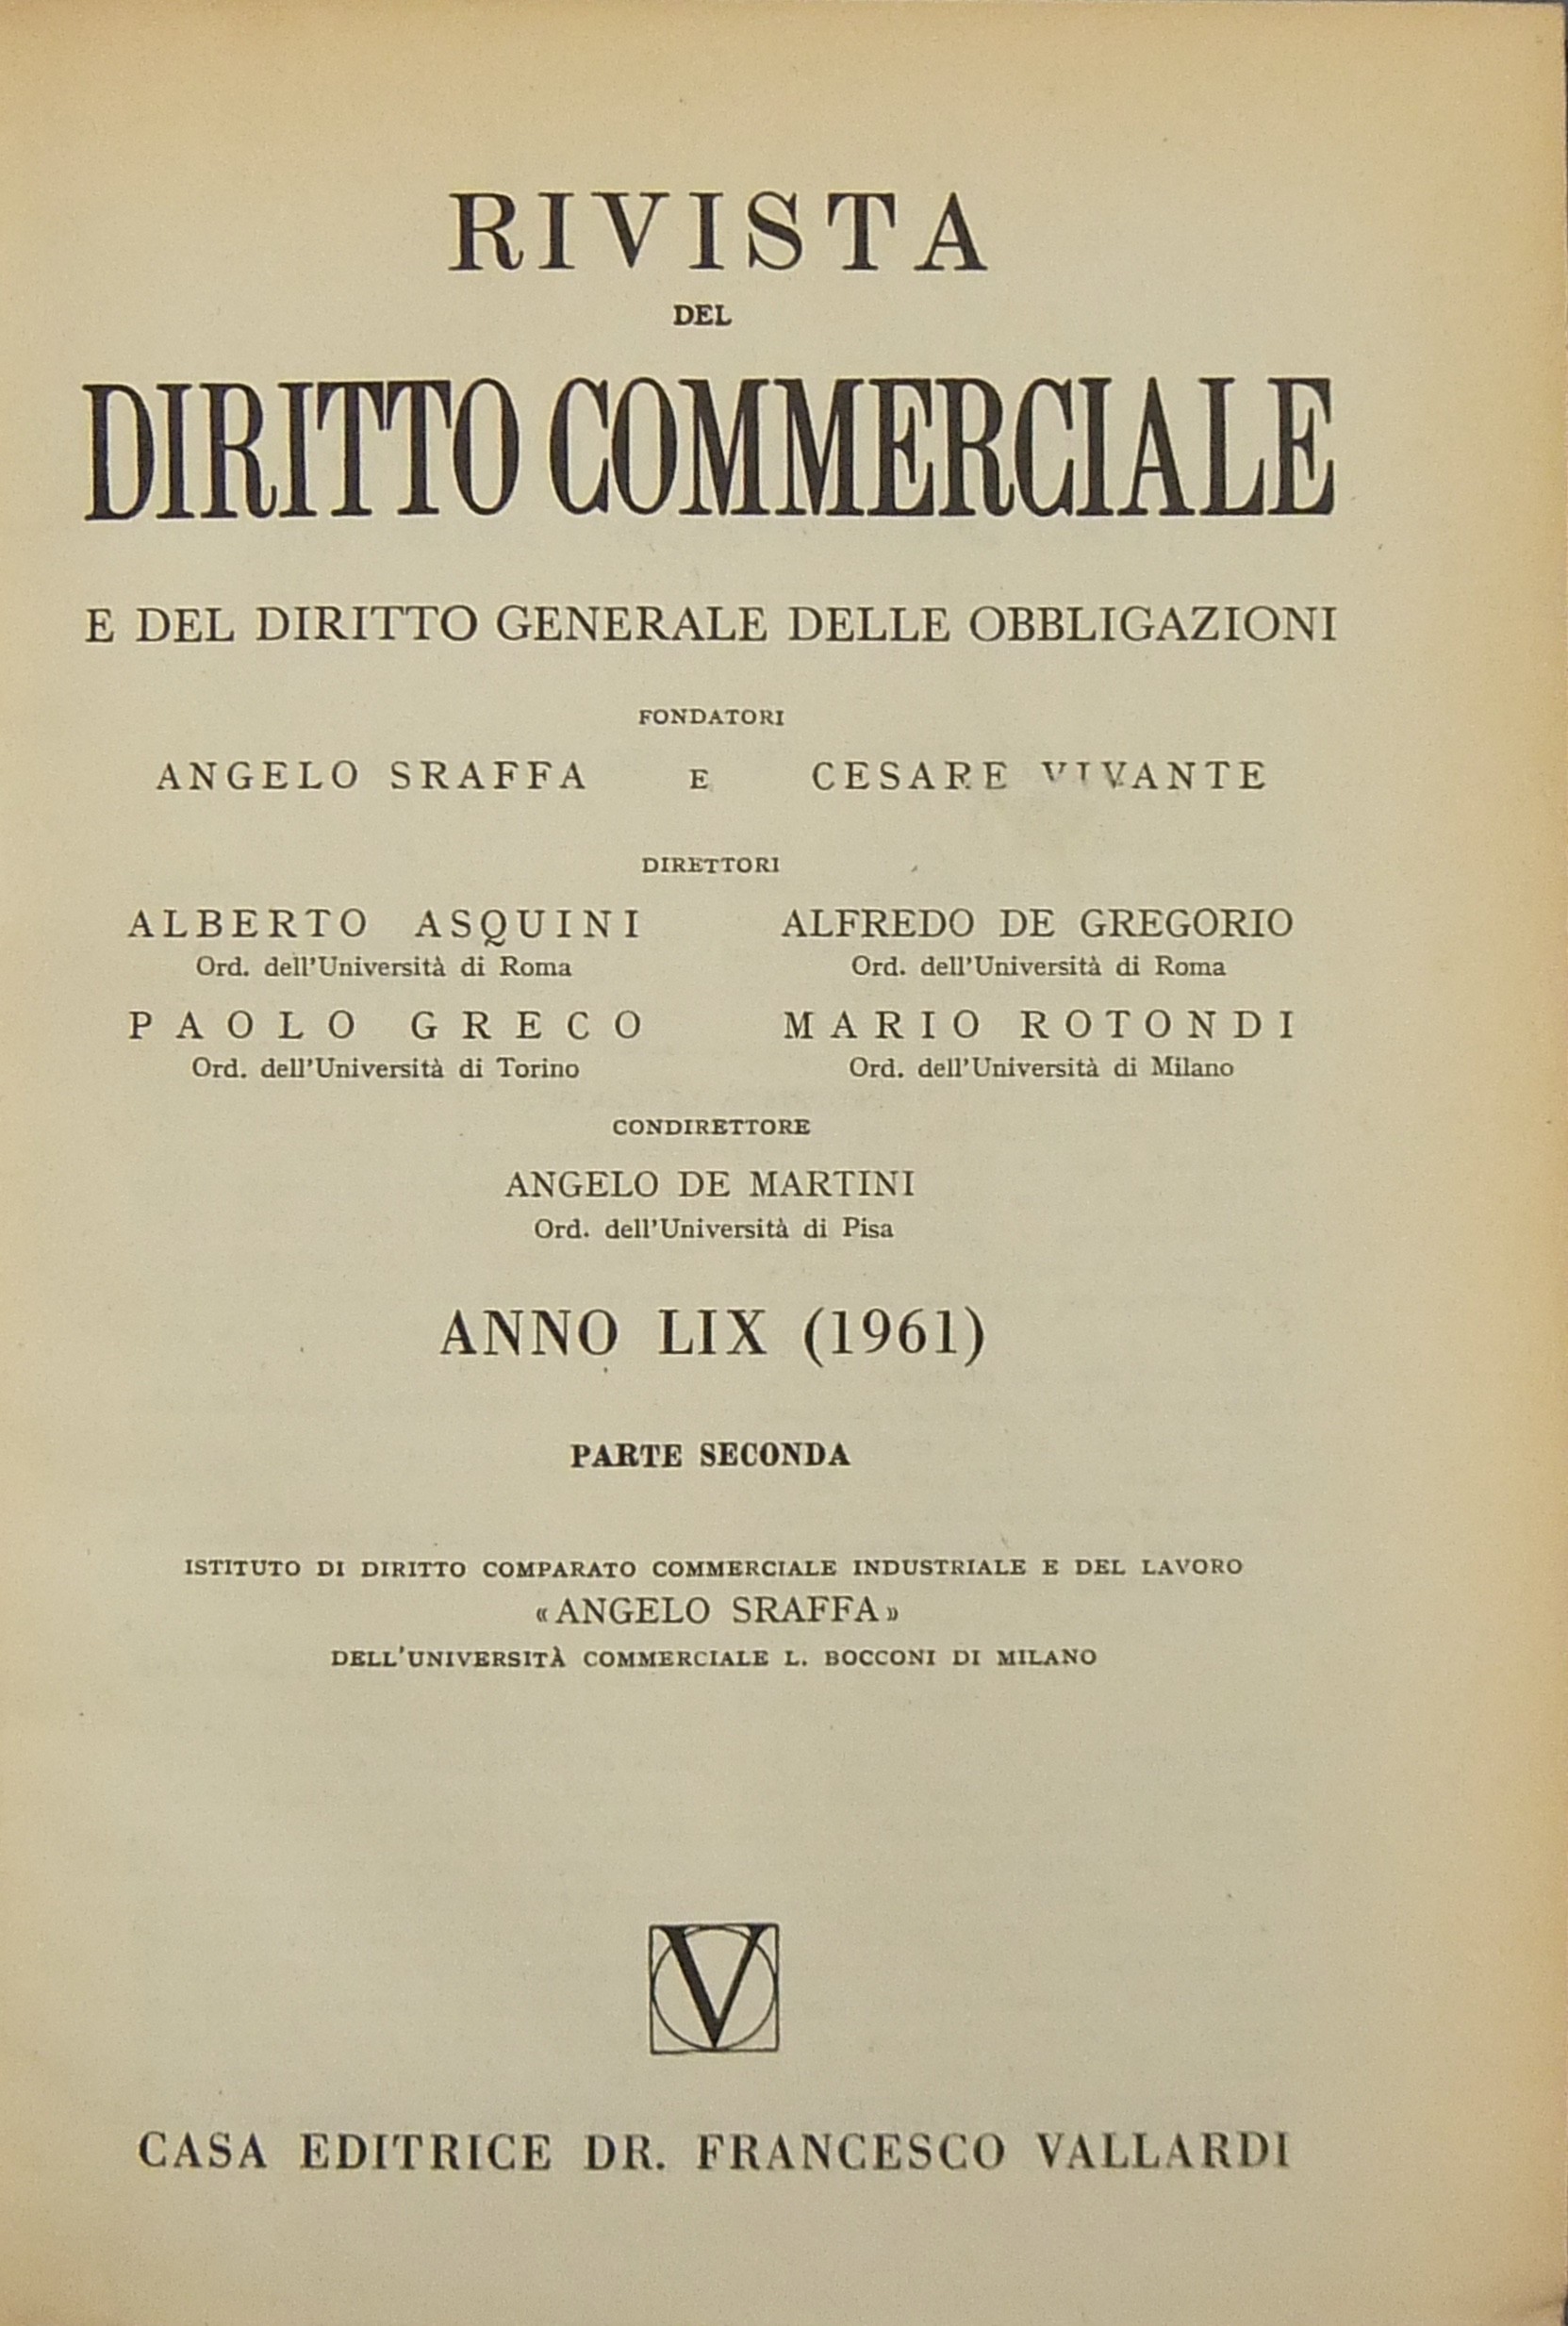 RIVISTA
DEL
DIRITTO COMMERCIALE
E DEL DIRITTO GENERALE DELLE OBBLIGAZIONI
FONDATORI
ANGELO SRAFFA E CESARE VIVANTE
DIRETTORI
ALBERTO ASQUINI ALFREDO DE GREGORIO
Ord. dell'Università di Roma Ord. dell'Università di Roma
PAOLO GRECO MARIO ROTONDI
Ord. dell'Università di Torino Ord. dell'Università di Milano
CONDIRETTORE
ANGELO DE MARTINI
Ord. dell'Università di Pisa
ANNO LIX (1961)
PARTE SECONDA
ISTITUTO DI DIRITTO COMPARATO COMMERCIALE INDUSTRIALE E DEL LAVORO
«ANGELO SRAFFA»
DELL'UNIVERSITÀ COMMERCIALE L. BOCCONI DI MILANO
V
CASA EDITRICE DR. FRANCESCO VALLARDI